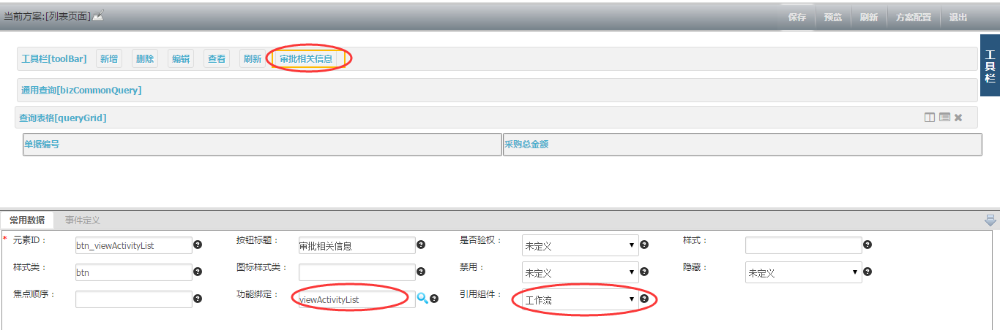 当前方案:[列表页面] 保存 预览 刷新 方案配置 退出
工具栏[toolBar] 新增 删除 编辑 查看 刷新 审批相关信息
工具栏
通用查询[bizCommonQuery]
查询表格[queryGrid]
单据编号 采购总金额
常用数据 事件定义
* 元素ID： btn_viewActivityList 按钮标题： 审批相关信息 是否验权： 未定义 样式：
样式类： btn 图标样式类： 禁用： 未定义 隐藏： 未定义
焦点顺序： 功能绑定： viewActivityList 引用组件： 工作流